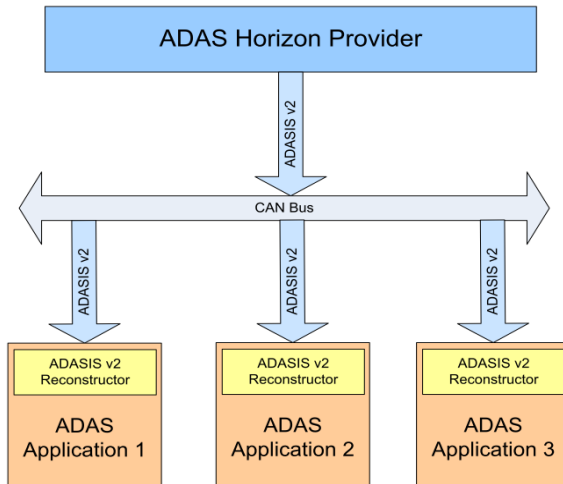 ADAS Horizon Provider
ADASIS v2
CAN Bus
ADASIS v2
ADASIS v2
ADASIS v2
ADASIS v2
Reconstructor
ADAS
Application 1
ADASIS v2
Reconstructor
ADAS
Application 2
ADASIS v2
Reconstructor
ADAS
Application 3